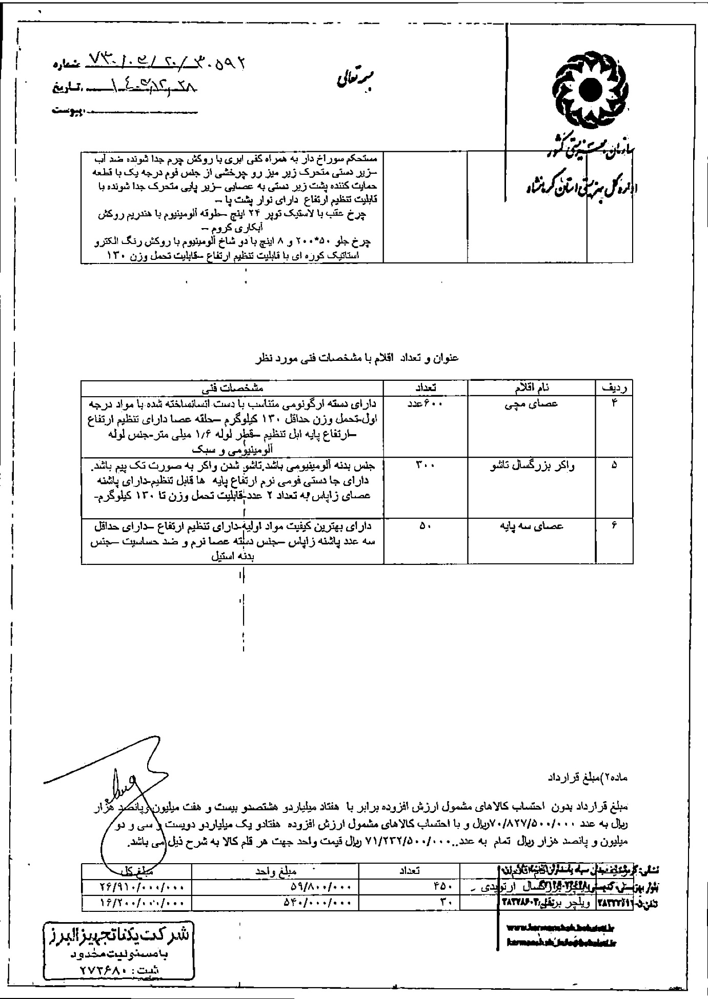 بسمه تعالی
شماره ۷۳۰/۰۳/۲۰/۳۰۵۹۲
تاریخ ۱۴۰۳/۱۲/۲۸
پیوست
سازمان بهزیستی کشور
اداره کل بهزیستی استان کرمانشاه
مستحکم سوراخ دار به همراه کفی ابری با روکش چرم جدا شونده ضد آب
–زیر دستی متحرک زیر میز رو چرخشی از جنس فوم درجه یک با قطعه
حمایت کننده پشت زیر دستی به عصایی –زیر پایی متحرک جدا شونده با
قابلیت تنظیم ارتفاع دارای نوار پشت پا –
چرخ عقب با لاستیک توپر ۲۴ اینچ –طوقه آلومینیوم با هندریم روکش
آبکاری کروم –
چرخ جلو ۵۰*۲۰۰ و ۸ اینچ با دو شاخ آلومینیوم با روکش رنگ الکترو
استاتیک کوره ای با قابلیت تنظیم ارتفاع –قابلیت تحمل وزن ۱۳۰
عنوان و تعداد اقلام با مشخصات فنی مورد نظر
ردیف نام اقلام تعداد مشخصات فنی
۴ عصای مچی ۶۰۰عدد دارای دسته ارگونومی متناسب با دست انسانساخته شده با مواد درجه
اول-تحمل وزن حداقل ۱۳۰ کیلوگرم –حلقه عصا دارای تنظیم ارتفاع
–ارتفاع پایه ابل تنظیم –قطر لوله ۱/۶ میلی متر-جنس لوله
آلومینیومی و سبک
۵ واکر بزرگسال تاشو ۳۰۰ جنس بدنه آلومینیومی باشد.تاشو شدن واکر به صورت تک پیم باشد.
دارای جا دستی فومی نرم ارتفاع پایه ها قابل تنظیم-دارای پاشنه
عصای زاپاس به تعداد ۲ عدد-قابلیت تحمل وزن تا ۱۳۰ کیلوگرم-
۶ عصای سه پایه ۵۰ دارای بهترین کیفیت مواد اولیه-دارای تنظیم ارتفاع –دارای حداقل
سه عدد پاشنه زاپاس –جنس دسته عصا نرم و ضد حساسیت –جنس
بدنه استیل
ماده۲)مبلغ قرارداد
مبلغ قرارداد بدون احتساب کالاهای مشمول ارزش افزوده برابر با هفتاد میلیاردو هشتصدو بیست و هفت میلیون وپانصد هزار
ریال به عدد ۷۰/۸۲۷/۵۰۰/۰۰۰ریال و با احتساب کالاهای مشمول ارزش افزوده هفتادو یک میلیاردو دویست و سی و دو
میلیون و پانصد هزار ریال تمام به عدد..۷۱/۲۳۲/۵۰۰/۰۰۰ ریال قیمت واحد جهت هر قلم کالا به شرح ذیل می باشد.
تعداد مبلغ واحد مبلغ کل
ویلچر بزرگسال ارتوپدی - ۴۵۰ ۵۹/۸۰۰/۰۰۰ ۲۶/۹۱۰/۰۰۰/۰۰۰
ویلچر برقی ۳۰ ۵۴۰/۰۰۰/۰۰۰ ۱۶/۲۰۰/۰۰۰/۰۰۰
www.kermanshah.behzisti.ir
kermanshah_info@behzisti.ir
شرکت یکتا تجهیز البرز
با مسئولیت محدود
ثبت : ۲۷۳۶۸۰